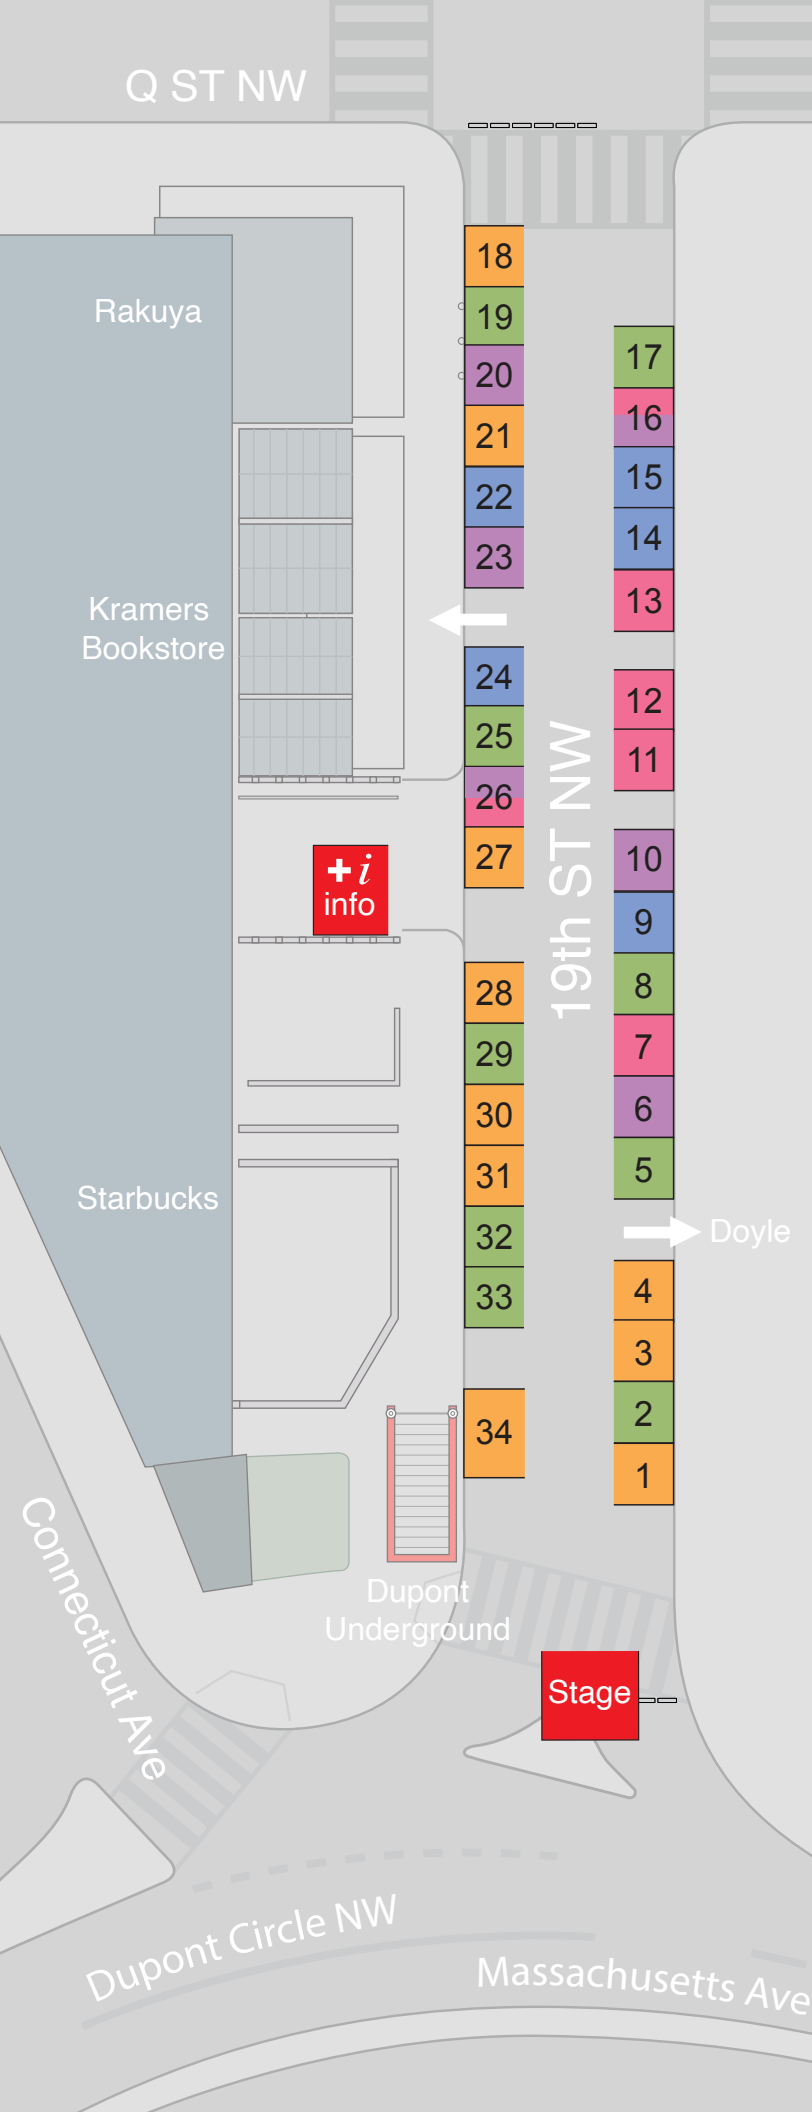 Q ST NW
Rakuya
Kramers
Bookstore
+ i
info
Starbucks
18
19
20
21
22
23
24
25
26
27
28
29
30
31
32
33
34
19th ST NW
17
16
15
14
13
12
11
10
9
8
7
6
5
Doyle
4
3
2
1
Dupont
Underground
Stage
Connecticut Ave
Dupont Circle NW
Massachusetts Ave